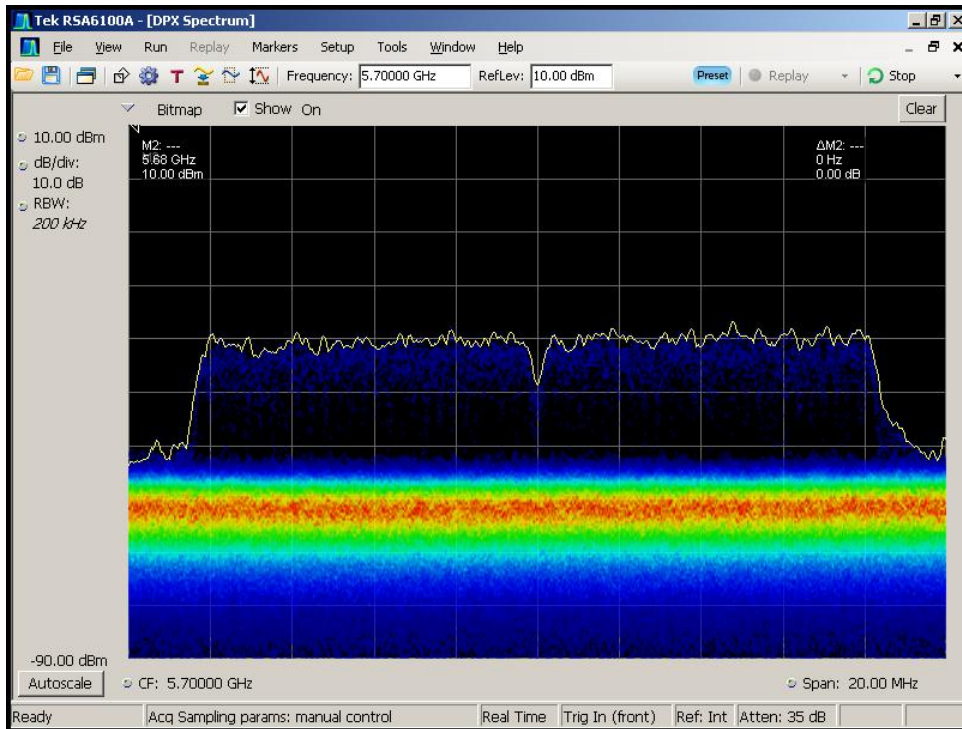 Tek RSA6100A - [DPX Spectrum]
File View Run Replay Markers Setup Tools Window Help
T Frequency: 5.70000 GHz RefLev: 10.00 dBm Preset Replay Stop
Bitmap Show On Clear
10.00 dBm
dB/div:
10.0 dB
RBW:
200 kHz
M2: ---
5.68 GHz
10.00 dBm
ΔM2: ---
0 Hz
0.00 dB
-90.00 dBm
Autoscale CF: 5.70000 GHz Span: 20.00 MHz
Ready Acq Sampling params: manual control Real Time Trig In (front) Ref: Int Atten: 35 dB